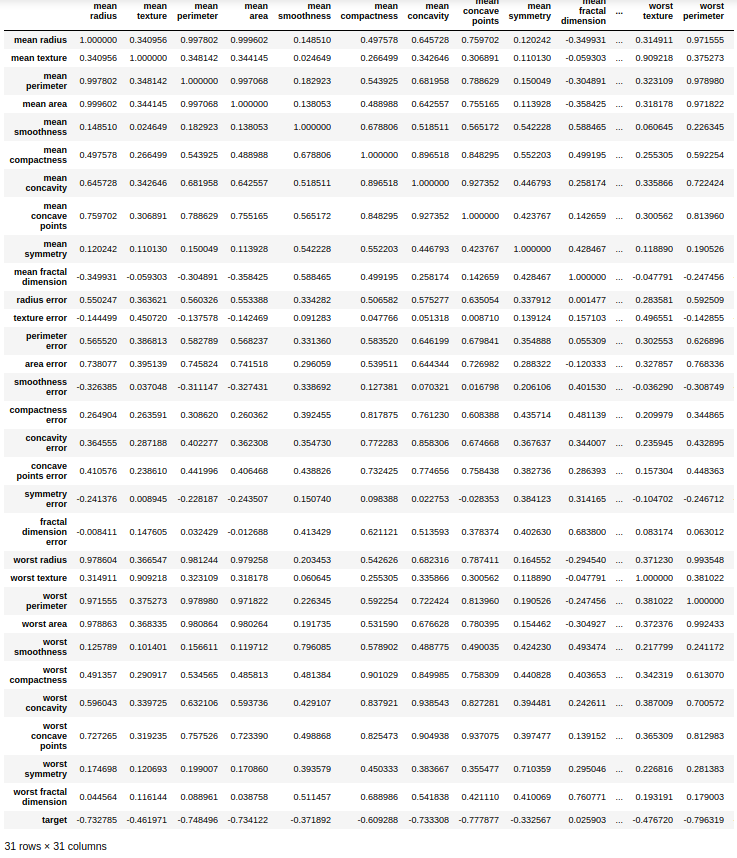 mean radius mean texture mean perimeter mean area mean smoothness mean compactness mean concavity mean concave points mean symmetry mean fractal dimension ... worst texture worst perimeter
mean radius 1.000000 0.340956 0.997802 0.999602 0.148510 0.497578 0.645728 0.759702 0.120242 -0.349931 ... 0.314911 0.971555
mean texture 0.340956 1.000000 0.348142 0.344145 0.024649 0.266499 0.342646 0.306891 0.110130 -0.059303 ... 0.909218 0.375273
mean perimeter 0.997802 0.348142 1.000000 0.997068 0.182923 0.543925 0.681958 0.788629 0.150049 -0.304891 ... 0.323109 0.978980
mean area 0.999602 0.344145 0.997068 1.000000 0.138053 0.488988 0.642557 0.755165 0.113928 -0.358425 ... 0.318178 0.971822
mean smoothness 0.148510 0.024649 0.182923 0.138053 1.000000 0.678806 0.518511 0.565172 0.542228 0.588465 ... 0.060645 0.226345
mean compactness 0.497578 0.266499 0.543925 0.488988 0.678806 1.000000 0.896518 0.848295 0.552203 0.499195 ... 0.255305 0.592254
mean concavity 0.645728 0.342646 0.681958 0.642557 0.518511 0.896518 1.000000 0.927352 0.446793 0.258174 ... 0.335866 0.722424
mean concave points 0.759702 0.306891 0.788629 0.755165 0.565172 0.848295 0.927352 1.000000 0.423767 0.142659 ... 0.300562 0.813960
mean symmetry 0.120242 0.110130 0.150049 0.113928 0.542228 0.552203 0.446793 0.423767 1.000000 0.428467 ... 0.118890 0.190526
mean fractal dimension -0.349931 -0.059303 -0.304891 -0.358425 0.588465 0.499195 0.258174 0.142659 0.428467 1.000000 ... -0.047791 -0.247456
radius error 0.550247 0.363621 0.560326 0.553388 0.334282 0.506582 0.575277 0.635054 0.337912 0.001477 ... 0.283581 0.592509
texture error -0.144499 0.450720 -0.137578 -0.142469 0.091283 0.047766 0.051318 0.008710 0.139124 0.157103 ... 0.496551 -0.142855
perimeter error 0.565520 0.386813 0.582789 0.568237 0.331360 0.583520 0.646199 0.679841 0.354888 0.055309 ... 0.302553 0.626896
area error 0.738077 0.395139 0.745824 0.741518 0.296059 0.539511 0.644344 0.726982 0.288322 -0.120333 ... 0.327857 0.768336
smoothness error -0.326385 0.037048 -0.311147 -0.327431 0.338692 0.127381 0.070321 0.016798 0.206106 0.401530 ... -0.036290 -0.308749
compactness error 0.264904 0.263591 0.308620 0.260362 0.392455 0.817875 0.761230 0.608388 0.435714 0.481139 ... 0.209979 0.344865
concavity error 0.364555 0.287188 0.402277 0.362308 0.354730 0.772283 0.858306 0.674668 0.367637 0.344007 ... 0.235945 0.432895
concave points error 0.410576 0.238610 0.441996 0.406468 0.438826 0.732425 0.774656 0.758438 0.382736 0.286393 ... 0.157304 0.448363
symmetry error -0.241376 0.008945 -0.228187 -0.243507 0.150740 0.098388 0.022753 -0.028353 0.384123 0.314165 ... -0.104702 -0.246712
fractal dimension error -0.008411 0.147605 0.032429 -0.012688 0.413429 0.621121 0.513593 0.378374 0.402630 0.683800 ... 0.083174 0.063012
worst radius 0.978604 0.366547 0.981244 0.979258 0.203453 0.542626 0.682316 0.787411 0.164552 -0.294540 ... 0.371230 0.993548
worst texture 0.314911 0.909218 0.323109 0.318178 0.060645 0.255305 0.335866 0.300562 0.118890 -0.047791 ... 1.000000 0.381022
worst perimeter 0.971555 0.375273 0.978980 0.971822 0.226345 0.592254 0.722424 0.813960 0.190526 -0.247456 ... 0.381022 1.000000
worst area 0.978863 0.368335 0.980864 0.980264 0.191735 0.531590 0.676628 0.780395 0.154462 -0.304927 ... 0.372376 0.992433
worst smoothness 0.125789 0.101401 0.156611 0.119712 0.796085 0.578902 0.488775 0.490035 0.424230 0.493474 ... 0.217799 0.241172
worst compactness 0.491357 0.290917 0.534565 0.485813 0.481384 0.901029 0.849985 0.758309 0.440828 0.403653 ... 0.342319 0.613070
worst concavity 0.596043 0.339725 0.632106 0.593736 0.429107 0.837921 0.938543 0.827281 0.394481 0.242611 ... 0.387009 0.700572
worst concave points 0.727265 0.319235 0.757526 0.723390 0.498868 0.825473 0.904938 0.937075 0.397477 0.139152 ... 0.365309 0.812983
worst symmetry 0.174698 0.120693 0.199007 0.170860 0.393579 0.450333 0.383667 0.355477 0.710359 0.295046 ... 0.226816 0.281383
worst fractal dimension 0.044564 0.116144 0.088961 0.038758 0.511457 0.688986 0.541838 0.421110 0.410069 0.760771 ... 0.193191 0.179003
target -0.732785 -0.461971 -0.748496 -0.734122 -0.371892 -0.609288 -0.733308 -0.777877 -0.332567 0.025903 ... -0.476720 -0.796319
31 rows × 31 columns